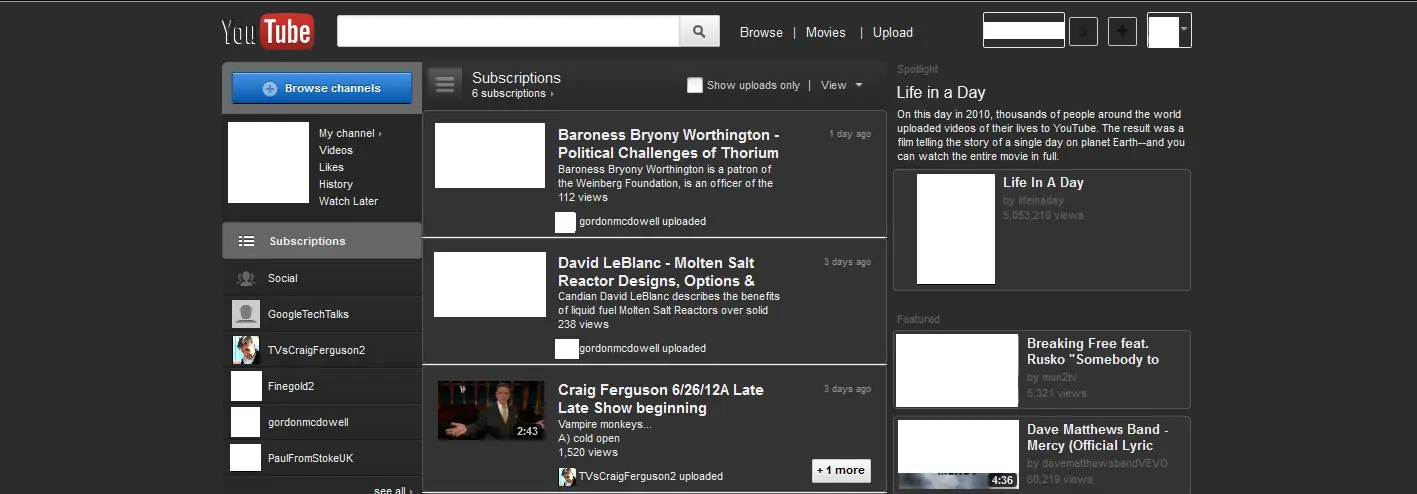 YouTube
Browse | Movies | Upload
Browse channels
My channel ›
Videos
Likes
History
Watch Later
Subscriptions
Social
GoogleTechTalks
TVsCraigFerguson2
Finegold2
gordonmcdowell
PaulFromStokeUK
see all ›
Subscriptions
6 subscriptions ›
Show uploads only | View
Baroness Bryony Worthington -
Political Challenges of Thorium
1 day ago
Baroness Bryony Worthington is a patron of
the Weinberg Foundation, is an officer of the
112 views
gordonmcdowell uploaded
David LeBlanc - Molten Salt
Reactor Designs, Options &
3 days ago
Candian David LeBlanc describes the benefits
of liquid fuel Molten Salt Reactors over solid
238 views
gordonmcdowell uploaded
Craig Ferguson 6/26/12A Late
Late Show beginning
3 days ago
Vampire monkeys...
A) cold open
1,520 views
2:43
TVsCraigFerguson2 uploaded
+ 1 more
Spotlight
Life in a Day
On this day in 2010, thousands of people around the world
uploaded videos of their lives to YouTube. The result was a
film telling the story of a single day on planet Earth--and you
can watch the entire movie in full.
Life In A Day
by lifeinaday
5,053,210 views
Featured
Breaking Free feat.
Rusko "Somebody to
by mun2tv
5,321 views
Dave Matthews Band -
Mercy (Official Lyric
by davematthewsbandVEVO
60,219 views
4:36